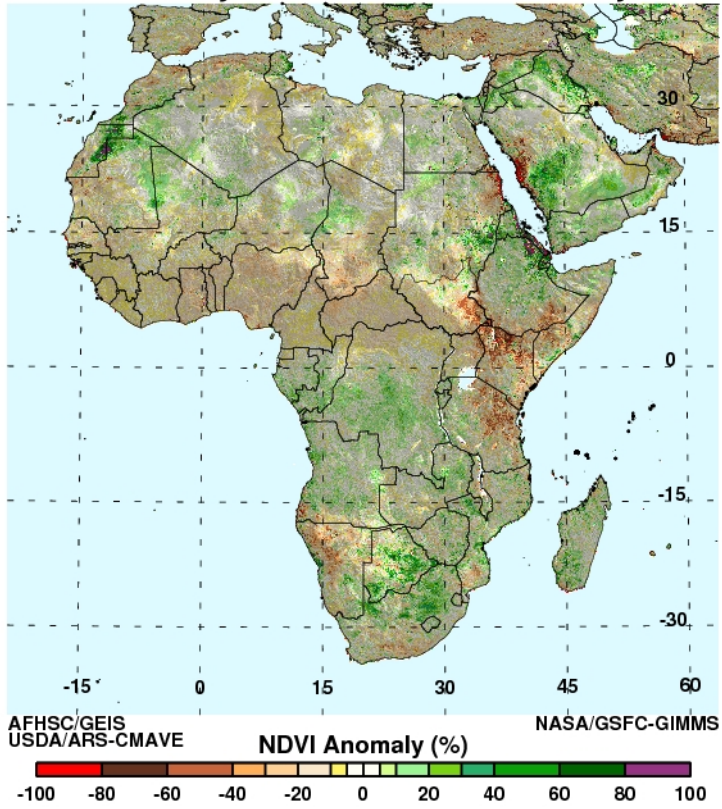 30
15
0
-15
-30
-15 0 15 30 45 60
AFHSC/GEIS NASA/GSFC-GIMMS
USDA/ARS-CMAVE
NDVI Anomaly (%)
-100 -80 -60 -40 -20 0 20 40 60 80 100